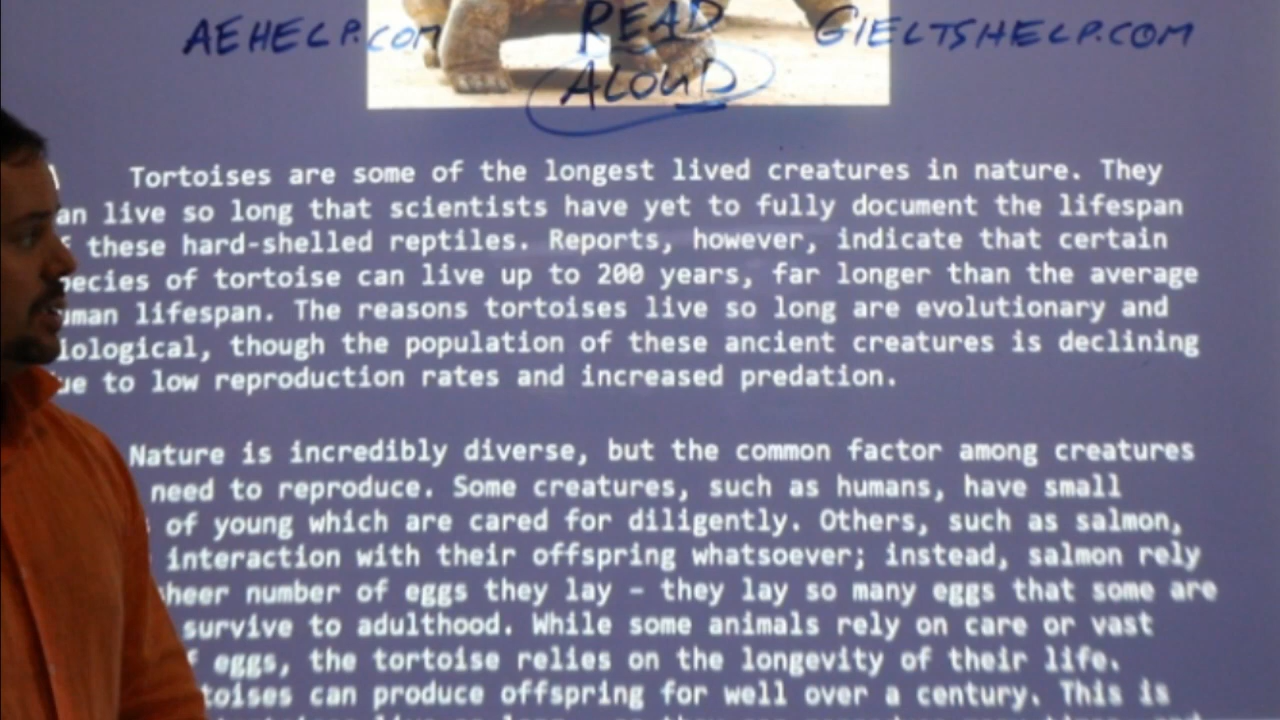 AEHELP.COM READ GIELTSHELP.COM
ALOUD
Tortoises are some of the longest lived creatures in nature. They
an live so long that scientists have yet to fully document the lifespan
these hard-shelled reptiles. Reports, however, indicate that certain
pecies of tortoise can live up to 200 years, far longer than the average
uman lifespan. The reasons tortoises live so long are evolutionary and
iological, though the population of these ancient creatures is declining
ue to low reproduction rates and increased predation.
Nature is incredibly diverse, but the common factor among creatures
need to reproduce. Some creatures, such as humans, have small
of young which are cared for diligently. Others, such as salmon,
interaction with their offspring whatsoever; instead, salmon rely
heer number of eggs they lay – they lay so many eggs that some are
survive to adulthood. While some animals rely on care or vast
f eggs, the tortoise relies on the longevity of their life.
toises can produce offspring for well over a century. This is